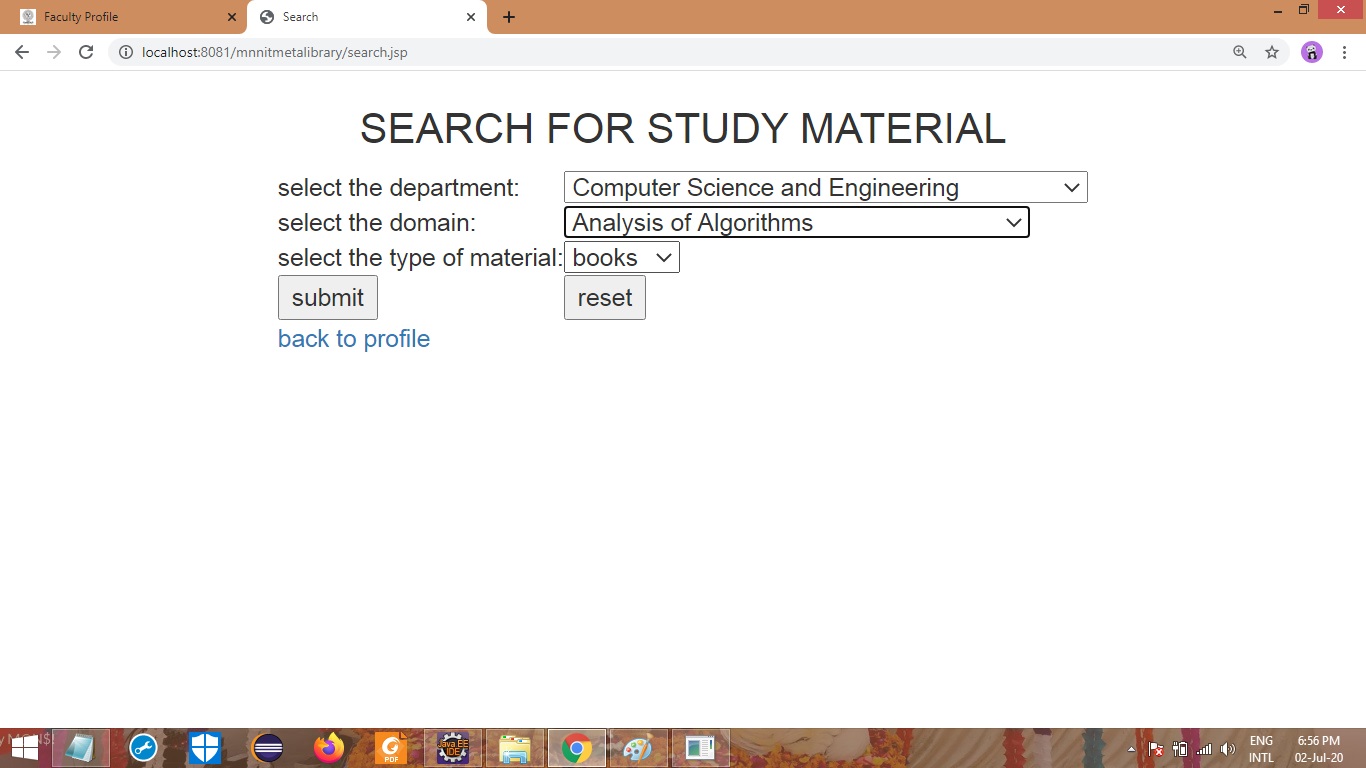 Faculty Profile
Search
localhost:8081/mnnitmetalibrary/search.jsp
SEARCH FOR STUDY MATERIAL
select the department: Computer Science and Engineering
select the domain: Analysis of Algorithms
select the type of material: books
submit reset
back to profile
PDF
Java EE
IDE
ENG
INTL
6:56 PM
02-Jul-20